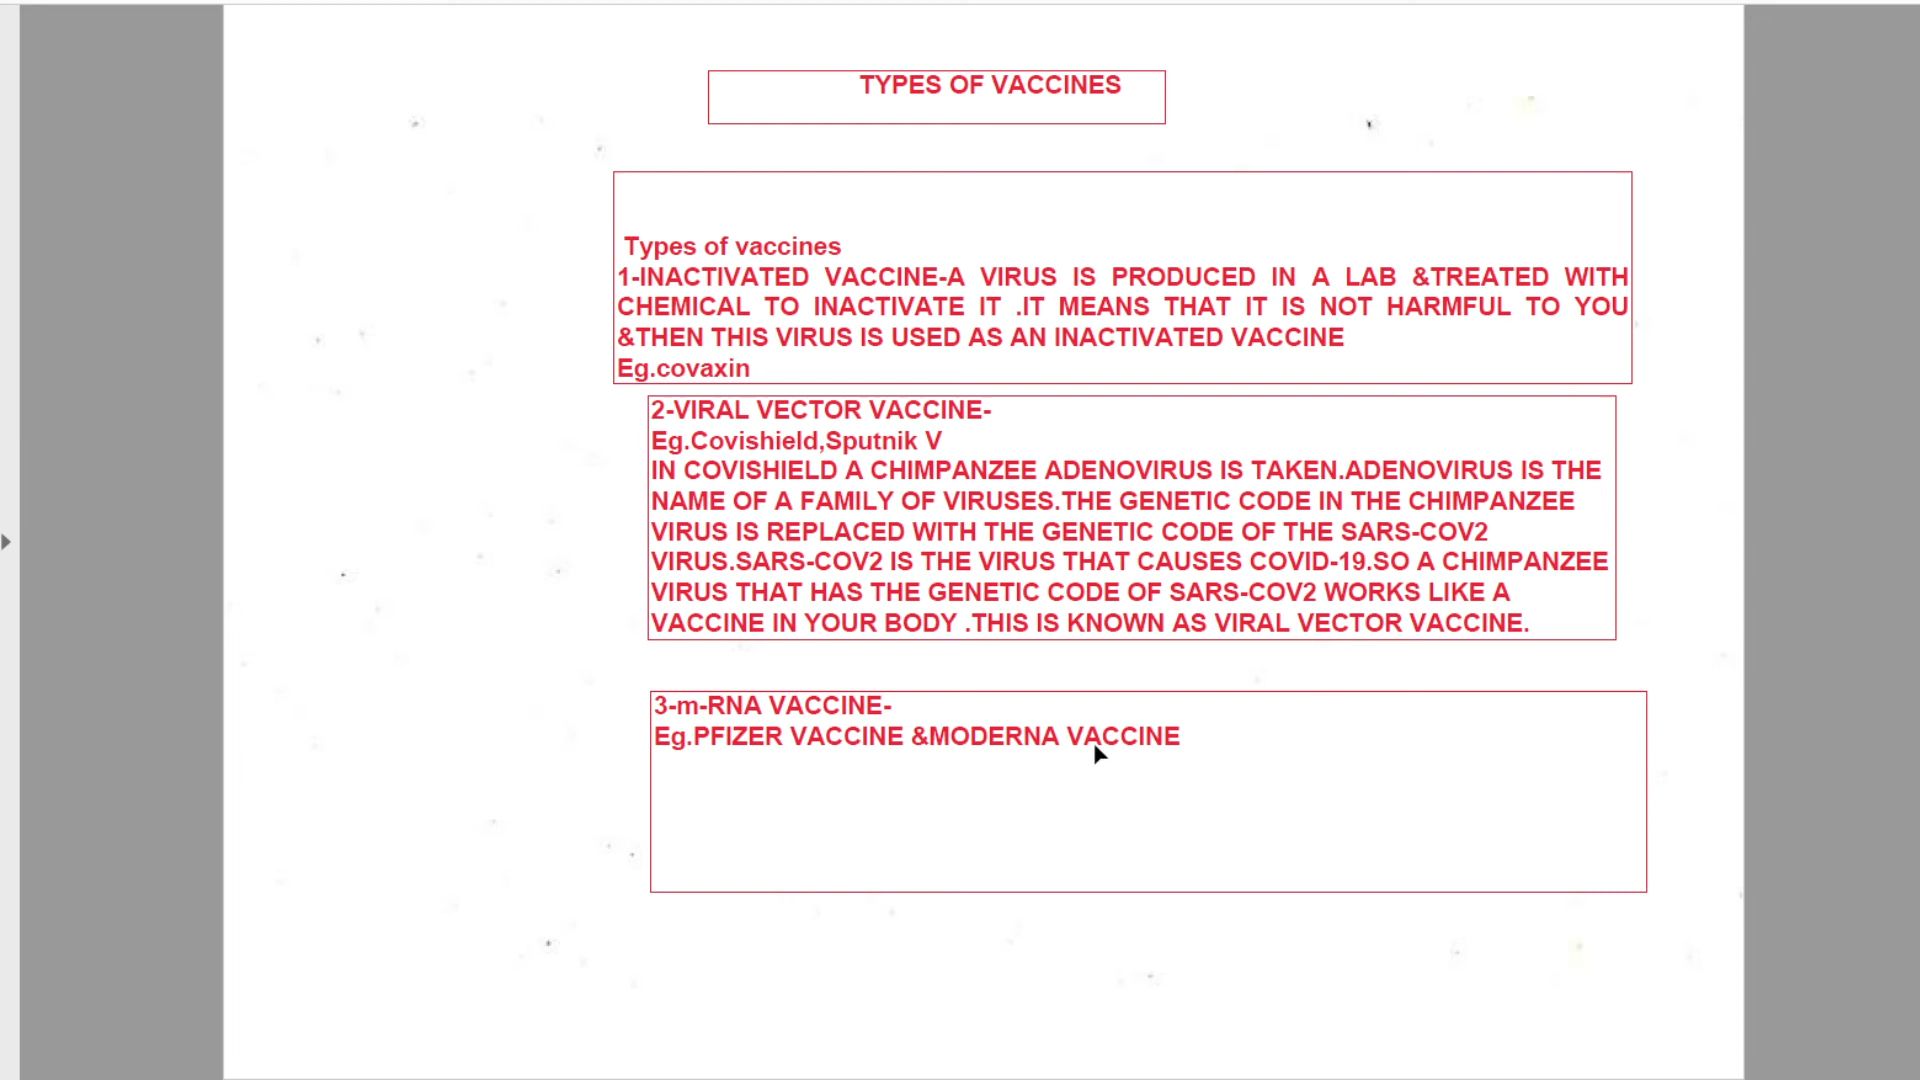 TYPES OF VACCINES
Types of vaccines
1-INACTIVATED VACCINE-A VIRUS IS PRODUCED IN A LAB &TREATED WITH
CHEMICAL TO INACTIVATE IT .IT MEANS THAT IT IS NOT HARMFUL TO YOU
&THEN THIS VIRUS IS USED AS AN INACTIVATED VACCINE
Eg.covaxin
2-VIRAL VECTOR VACCINE-
Eg.Covishield,Sputnik V
IN COVISHIELD A CHIMPANZEE ADENOVIRUS IS TAKEN.ADENOVIRUS IS THE
NAME OF A FAMILY OF VIRUSES.THE GENETIC CODE IN THE CHIMPANZEE
VIRUS IS REPLACED WITH THE GENETIC CODE OF THE SARS-COV2
VIRUS.SARS-COV2 IS THE VIRUS THAT CAUSES COVID-19.SO A CHIMPANZEE
VIRUS THAT HAS THE GENETIC CODE OF SARS-COV2 WORKS LIKE A
VACCINE IN YOUR BODY .THIS IS KNOWN AS VIRAL VECTOR VACCINE.
3-m-RNA VACCINE-
Eg.PFIZER VACCINE &MODERNA VACCINE